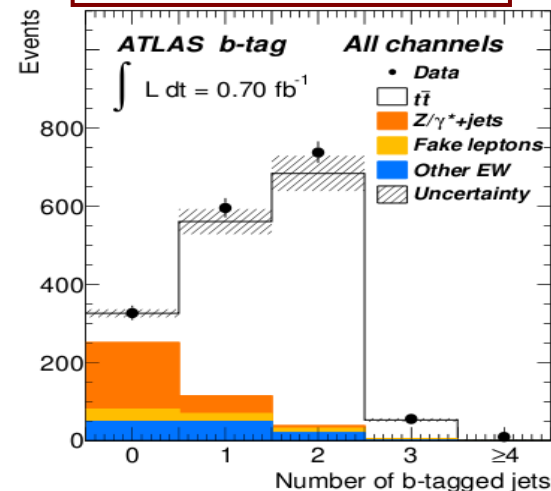 Events
ATLAS b-tag
All channels
∫ L dt = 0.70 fb⁻¹
Data
tt̄
Z/γ*+jets
Fake leptons
Other EW
Uncertainty
800
600
400
200
0
0 1 2 3 ≥4
Number of b-tagged jets